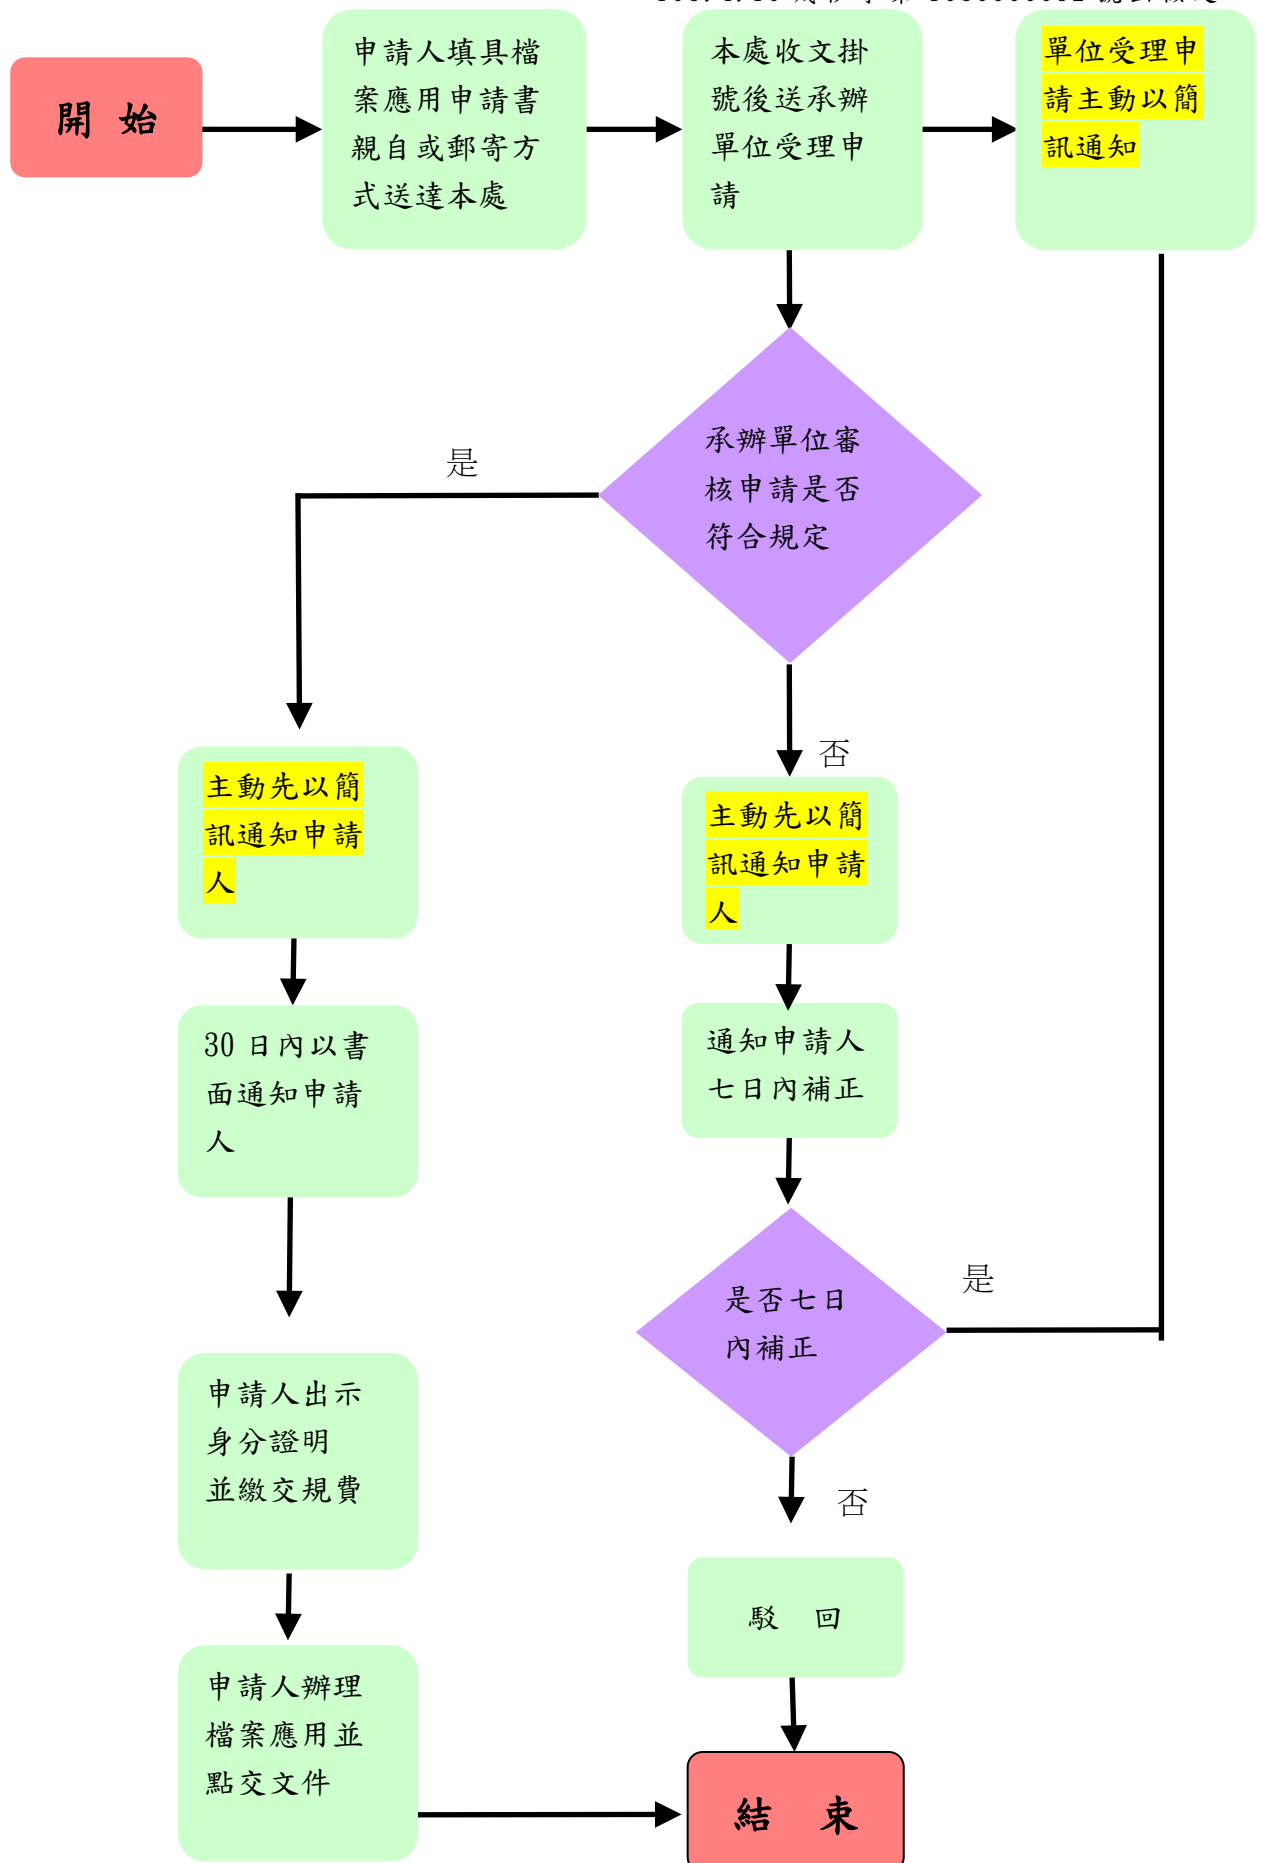 開 始
申請人填具檔
案應用申請書
親自或郵寄方
式送達本處
本處收文掛
號後送承辦
單位受理申
請
單位受理申
請主動以簡
訊通知
承辦單位審
核申請是否
符合規定
是
否
主動先以簡
訊通知申請
人
主動先以簡
訊通知申請
人
30 日內以書
面通知申請
人
通知申請人
七日內補正
是否七日
內補正
是
否
申請人出示
身分證明
並繳交規費
駁 回
申請人辦理
檔案應用並
點交文件
結 束